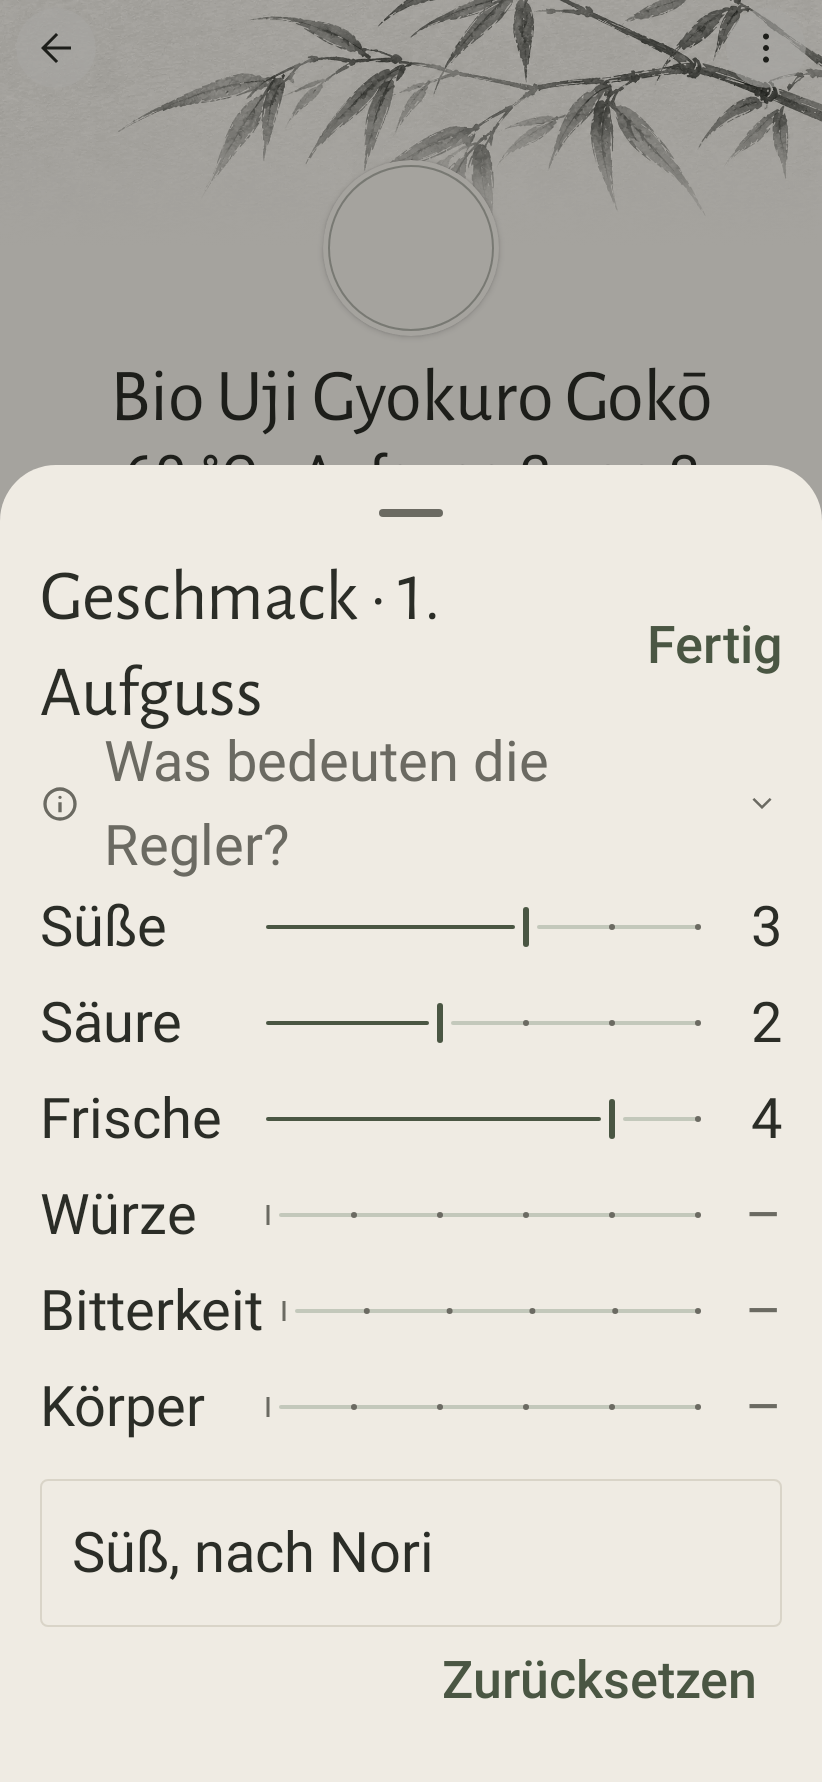 Bio Uji Gyokuro Gokō
Geschmack · 1.
Aufguss
Fertig
Was bedeuten die
Regler?
Süße 3
Säure 2
Frische 4
Würze –
Bitterkeit –
Körper –
Süß, nach Nori
Zurücksetzen